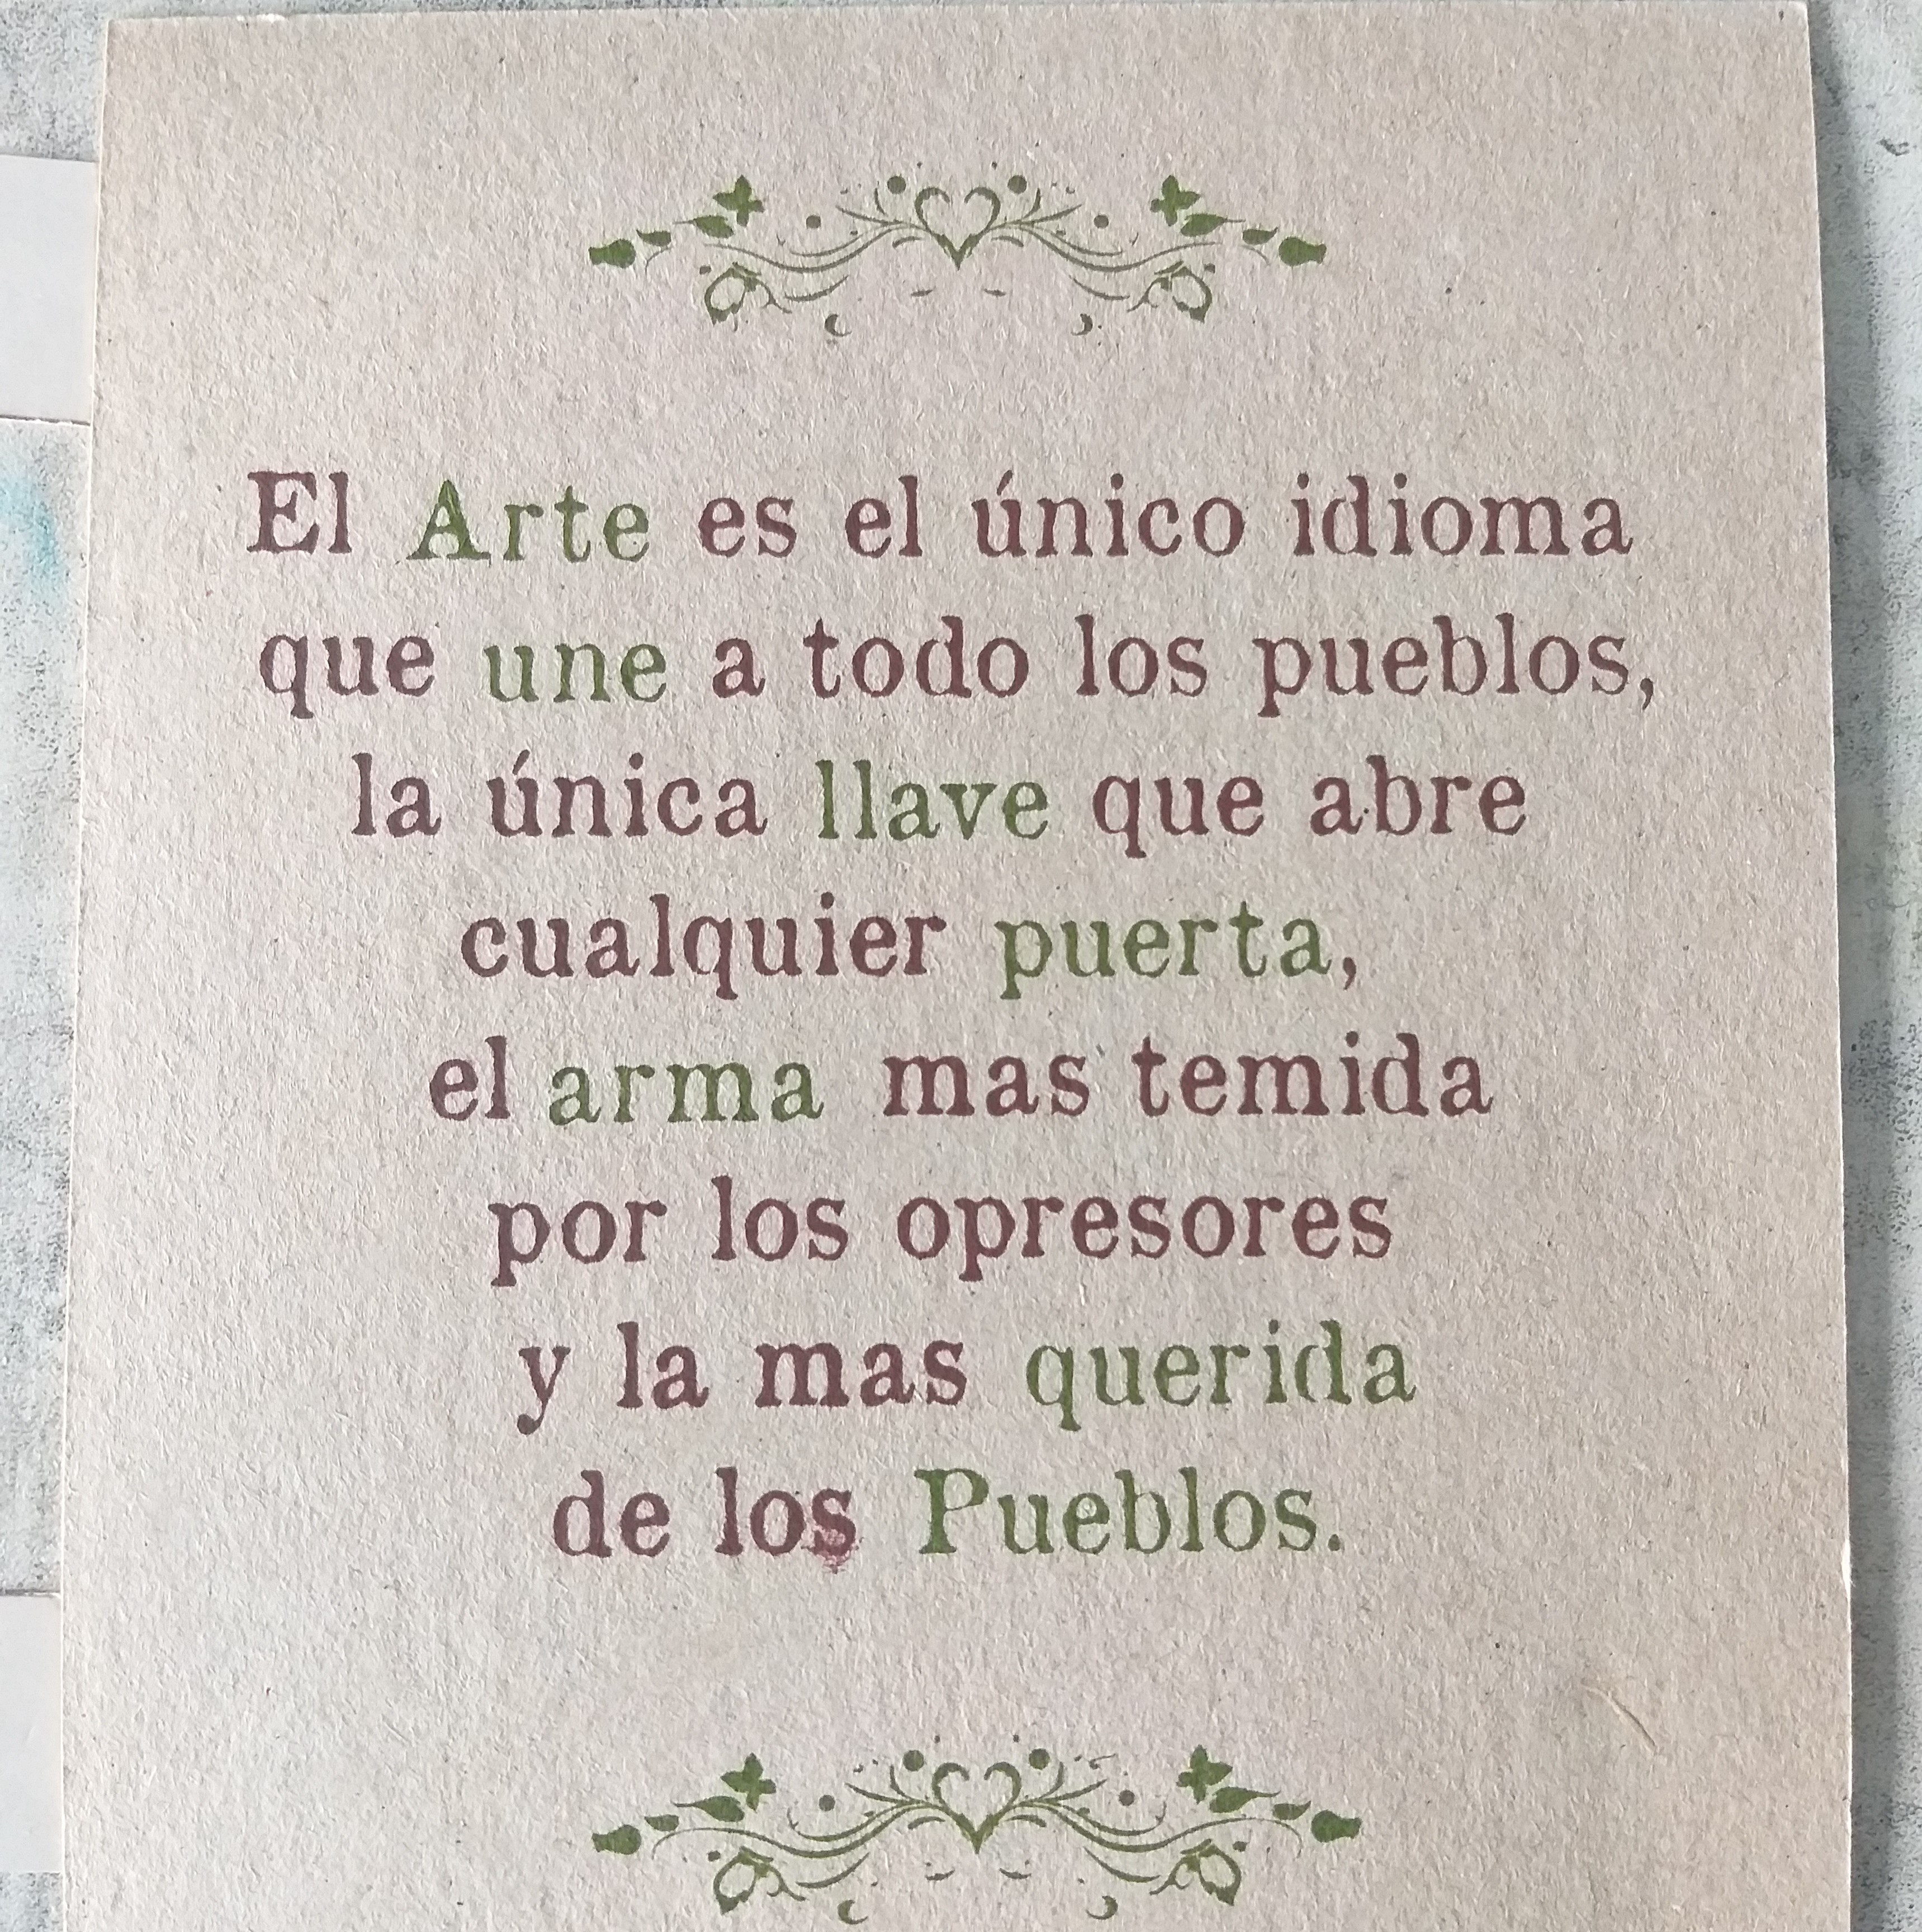 El Arte es el único idioma
que une a todo los pueblos,
la única llave que abre
cualquier puerta,
el arma mas temida
por los opresores
y la mas querida
de los Pueblos.